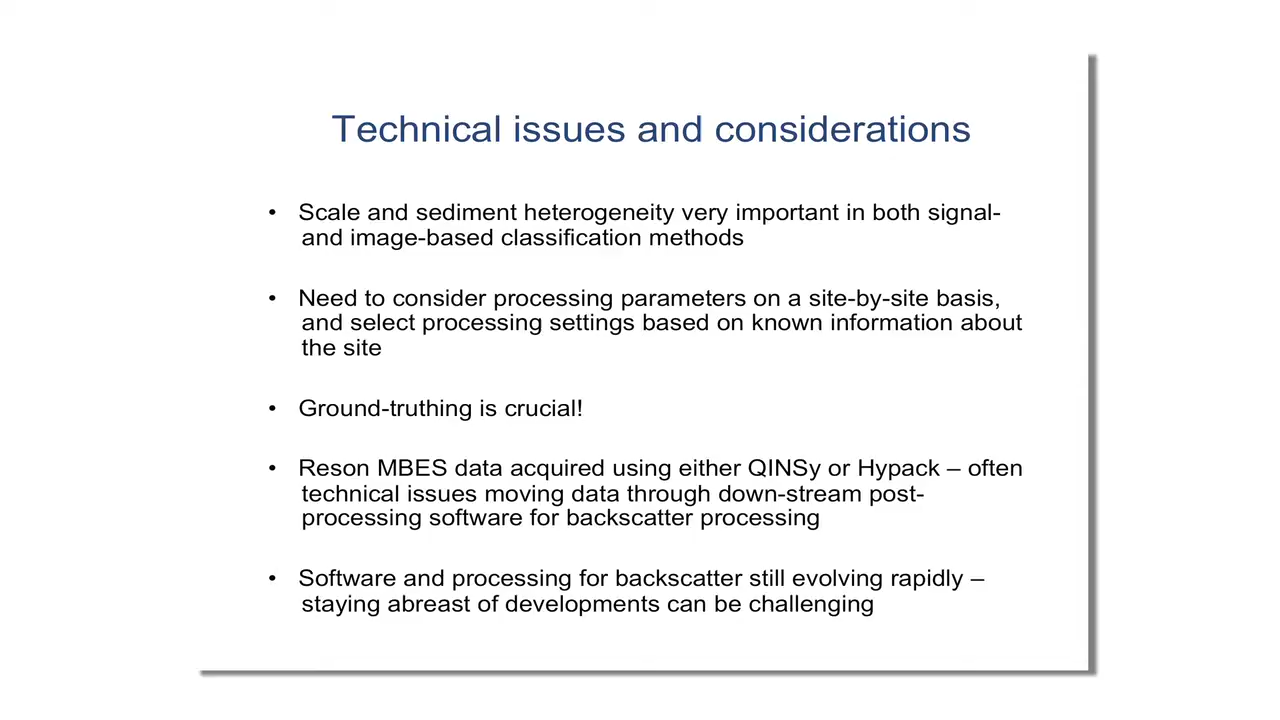 Technical issues and considerations
• Scale and sediment heterogeneity very important in both signal-
and image-based classification methods
• Need to consider processing parameters on a site-by-site basis,
and select processing settings based on known information about
the site
• Ground-truthing is crucial!
• Reson MBES data acquired using either QINSy or Hypack – often
technical issues moving data through down-stream post-
processing software for backscatter processing
• Software and processing for backscatter still evolving rapidly –
staying abreast of developments can be challenging